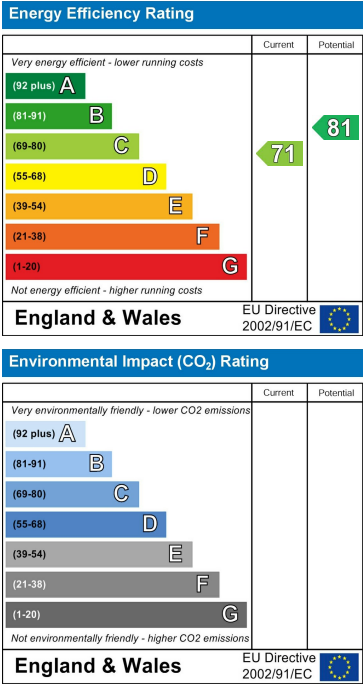 Energy Efficiency Rating
Current Potential
Very energy efficient - lower running costs
(92 plus) A
(81-91) B
(69-80) C
(55-68) D
(39-54) E
(21-38) F
(1-20) G
71
81
Not energy efficient - higher running costs
England & Wales
EU Directive
2002/91/EC
Environmental Impact (CO₂) Rating
Current Potential
Very environmentally friendly - lower CO2 emissions
(92 plus) A
(81-91) B
(69-80) C
(55-68) D
(39-54) E
(21-38) F
(1-20) G
Not environmentally friendly - higher CO2 emissions
England & Wales
EU Directive
2002/91/EC